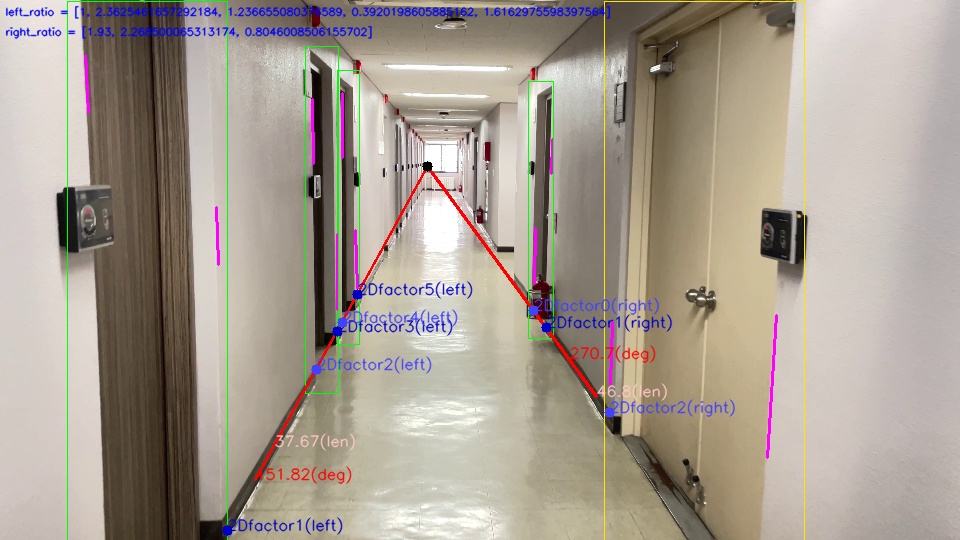 left_ratio = [1, 2.3625461657292184, 1.236655080376589, 0.3920198605885162, 1.6162975598397564]
right_ratio = [1.93, 2.268500065313174, 0.8046008506155702]
2Dfactor5(left)
2Dfactor0(right)
2Dfactor4(left)
2Dfactor3(left)
2Dfactor1(right)
270.7(deg)
2Dfactor2(left)
46.8(len)
2Dfactor2(right)
37.67(len)
51.82(deg)
2Dfactor1(left)